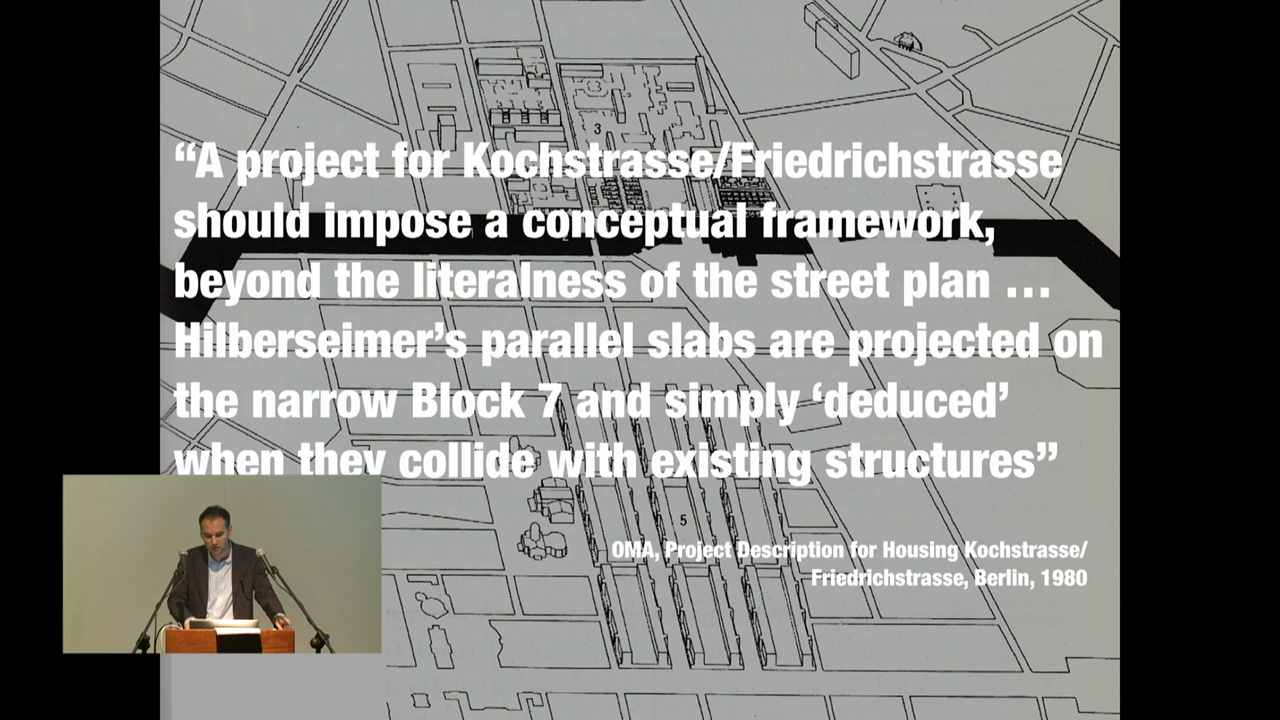 3
“A project for Kochstrasse/Friedrichstrasse
should impose a conceptual framework,
beyond the literalness of the street plan …
Hilberseimer’s parallel slabs are projected on
the narrow Block 7 and simply ‘deduced’
when they collide with existing structures”
5
OMA, Project Description for Housing Kochstrasse/
Friedrichstrasse, Berlin, 1980